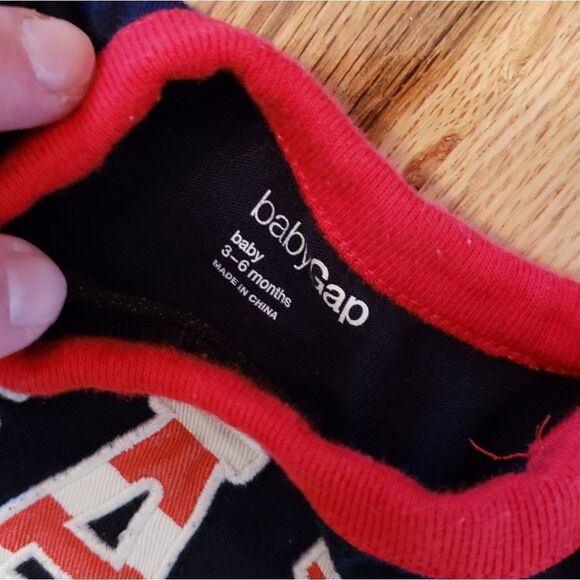 babyGap
baby
3–6 months
MADE IN CHINA
A